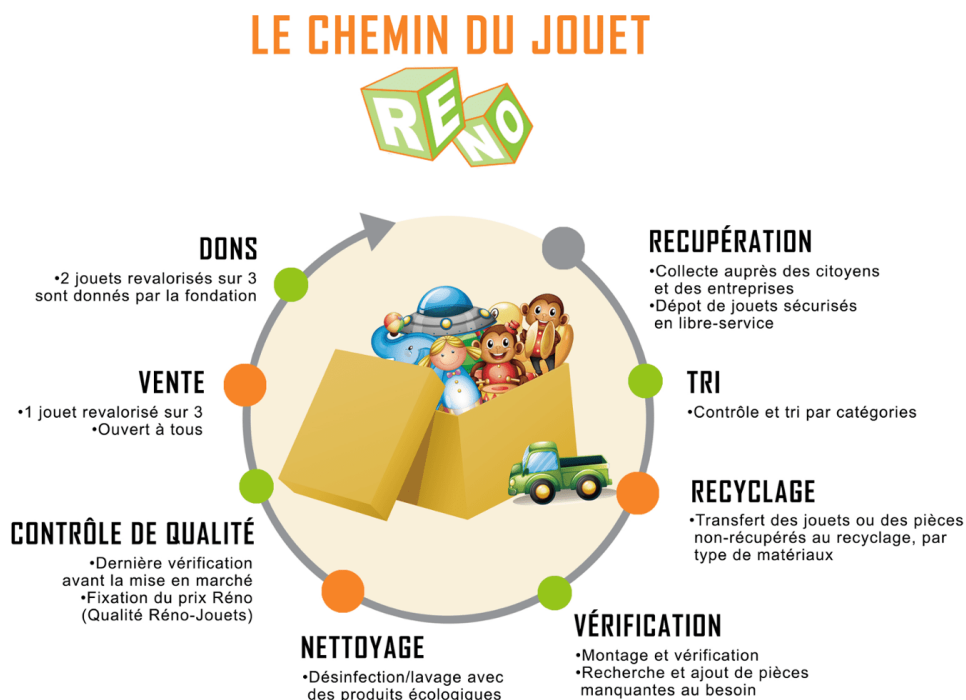 LE CHEMIN DU JOUET
RENO
RECUPÉRATION
•Collecte auprès des citoyens
et des entreprises
•Dépot de jouets sécurisés
en libre-service
TRI
•Contrôle et tri par catégories
RECYCLAGE
•Transfert des jouets ou des pièces
non-récupérés au recyclage, par
type de matériaux
VÉRIFICATION
•Montage et vérification
•Recherche et ajout de pièces
manquantes au besoin
NETTOYAGE
•Désinfection/lavage avec
des produits écologiques
CONTRÔLE DE QUALITÉ
•Dernière vérification
avant la mise en marché
•Fixation du prix Réno
(Qualité Réno-Jouets)
VENTE
•1 jouet revalorisé sur 3
•Ouvert à tous
DONS
•2 jouets revalorisés sur 3
sont donnés par la fondation